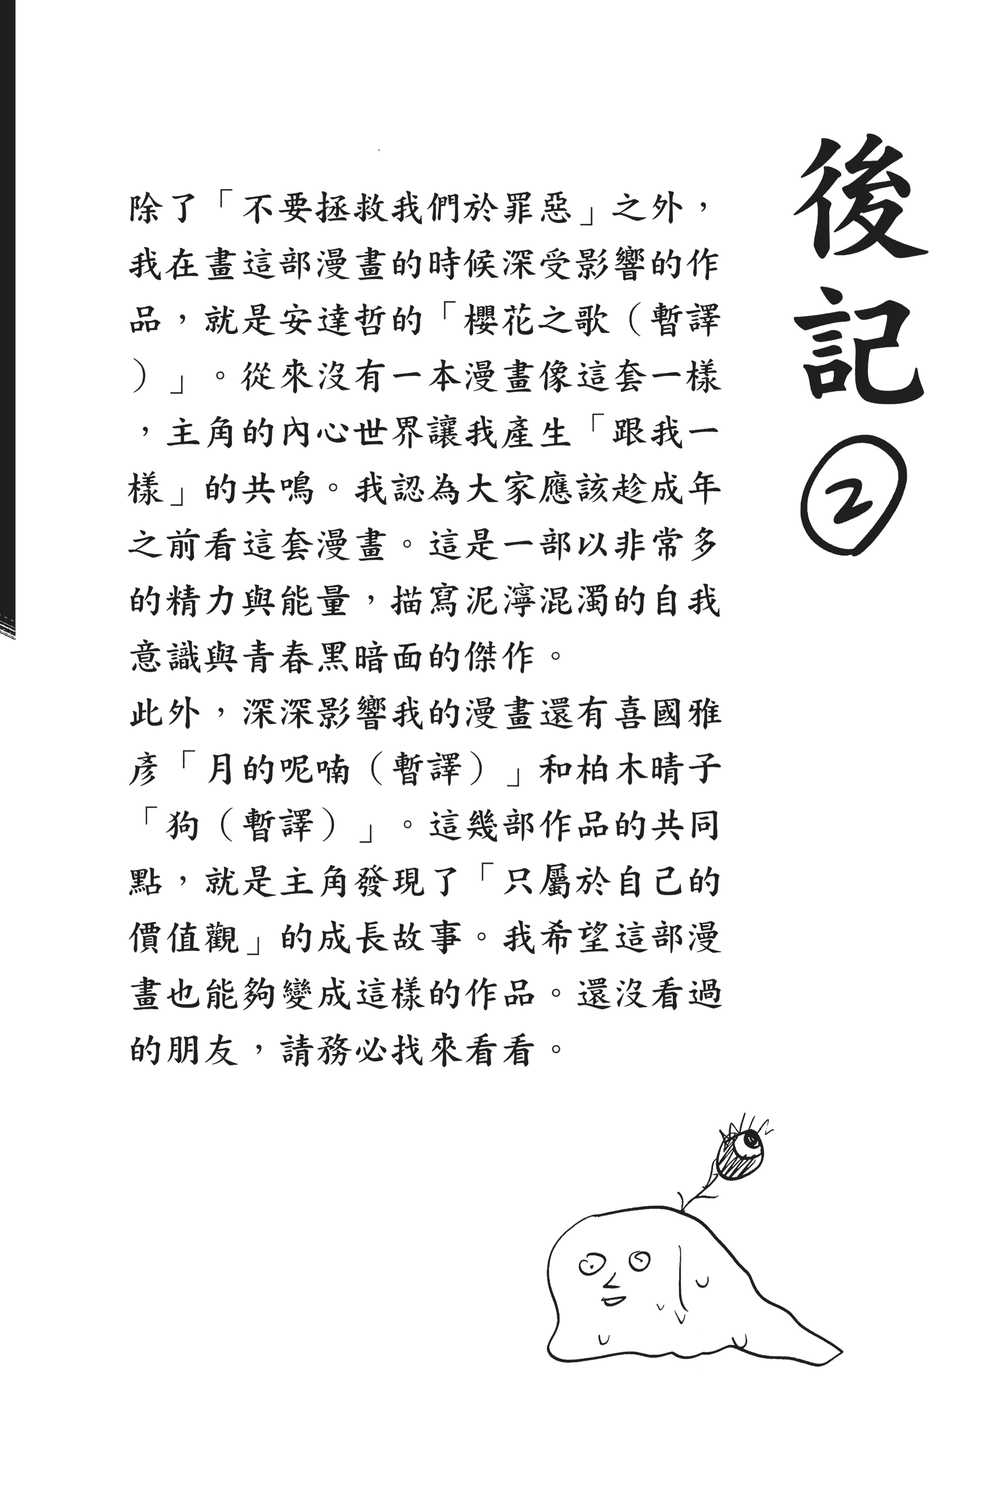 後記②
除了「不要拯救我們於罪惡」之外，
我在畫這部漫畫的時候深受影響的作
品，就是安達哲的「櫻花之歌（暫譯
）」。從來沒有一本漫畫像這套一樣
，主角的內心世界讓我產生「跟我一
樣」的共鳴。我認為大家應該趁成年
之前看這套漫畫。這是一部以非常多
的精力與能量，描寫泥濘混濁的自我
意識與青春黑暗面的傑作。
此外，深深影響我的漫畫還有喜國雅
彥「月的呢喃（暫譯）」和柏木晴子
「狗（暫譯）」。這幾部作品的共同
點，就是主角發現了「只屬於自己的
價值觀」的成長故事。我希望這部漫
畫也能夠變成這樣的作品。還沒看過
的朋友，請務必找來看看。